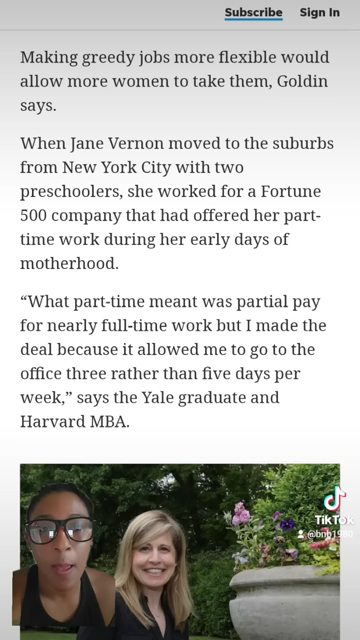 Subscribe Sign In
Making greedy jobs more flexible would
allow more women to take them, Goldin
says.
When Jane Vernon moved to the suburbs
from New York City with two
preschoolers, she worked for a Fortune
500 company that had offered her part-
time work during her early days of
motherhood.
“What part-time meant was partial pay
for nearly full-time work but I made the
deal because it allowed me to go to the
office three rather than five days per
week,” says the Yale graduate and
Harvard MBA.
TikTok